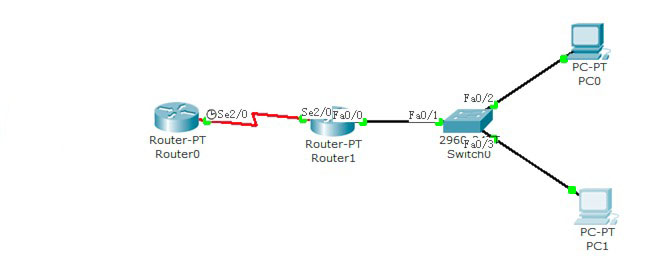 Se2/0
Router-PT
Router0
Se2/0
Fa0/0
Router-PT
Router1
Fa0/1
Fa0/2
Fa0/3
Switch0
PC-PT
PC0
PC-PT
PC1